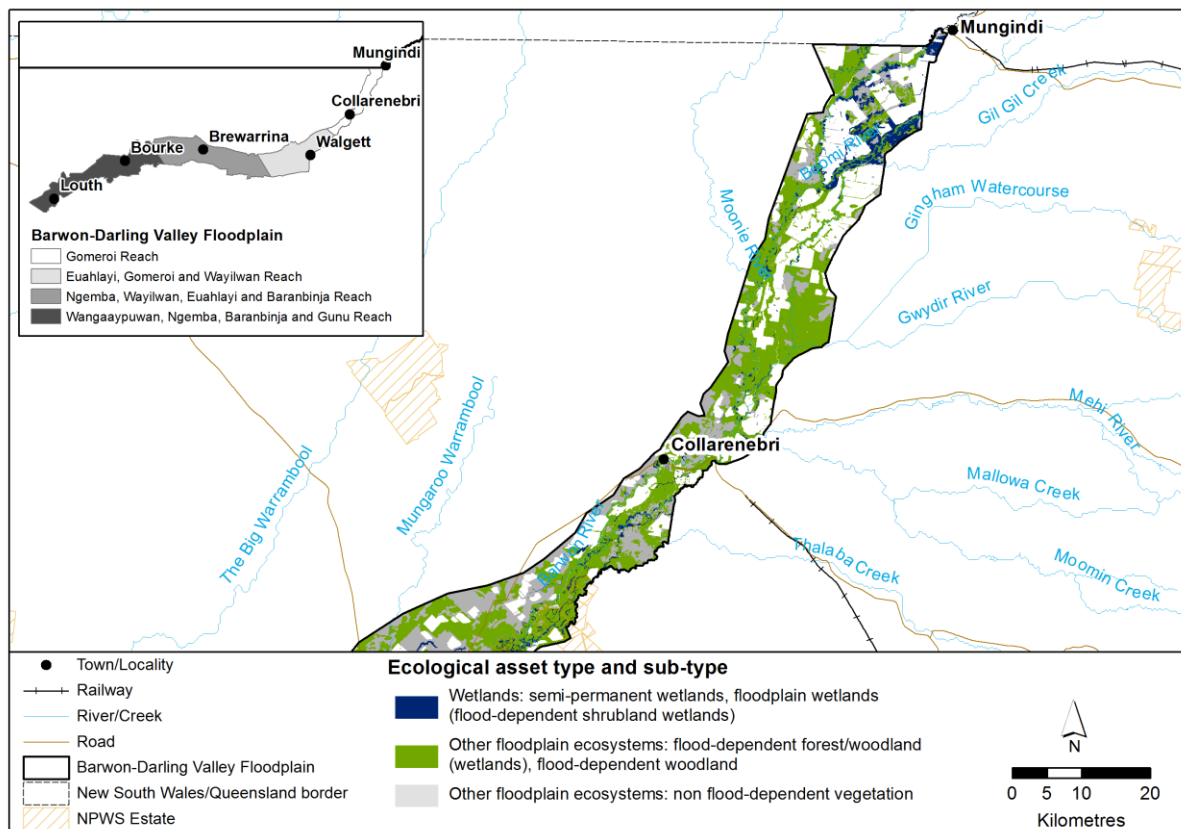 Mungindi
Collarenebri
Walgett
Brewarrina
Bourke
Louth
Barwon-Darling Valley Floodplain
Gomeroi Reach
Euahlayi, Gomeroi and Wayilwan Reach
Ngemba, Wayilwan, Euahlayi and Baranbinja Reach
Wangaaypuwan, Ngemba, Baranbinja and Gunu Reach
Mungindi
Gil Gil Creek
Boomi River
Gingham Watercourse
Moonie River
Gwydir River
Mehi River
Collarenebri
Mallowa Creek
Mungaroo Warrambool
The Big Warrambool
Barwon River
Thalaba Creek
Moomin Creek
Town/Locality
Railway
River/Creek
Road
Barwon-Darling Valley Floodplain
New South Wales/Queensland border
NPWS Estate
Ecological asset type and sub-type
Wetlands: semi-permanent wetlands, floodplain wetlands
(flood-dependent shrubland wetlands)
Other floodplain ecosystems: flood-dependent forest/woodland
(wetlands), flood-dependent woodland
Other floodplain ecosystems: non flood-dependent vegetation
N
0 5 10 20
Kilometres